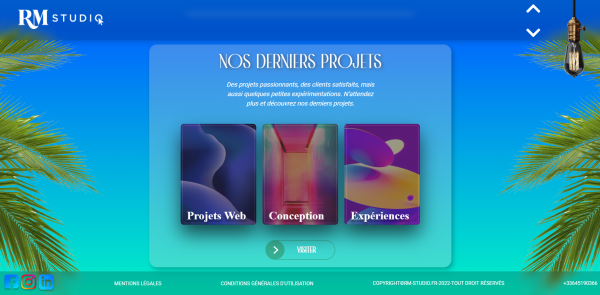 RM STUDIO
NOS DERNIERS PROJETS
Des projets passionnants, des clients satisfaits, mais
aussi quelques petites expérimentations. N'attendez
plus et découvrez nos derniers projets.
Projets Web
Conception
Expériences
VISITER
MENTIONS LÉGALES
CONDITIONS GÉNÉRALES D'UTILISATION
COPYRIGHT©RM-STUDIO.FR-2022-TOUT DROIT RÉSERVÉS
+33645190366